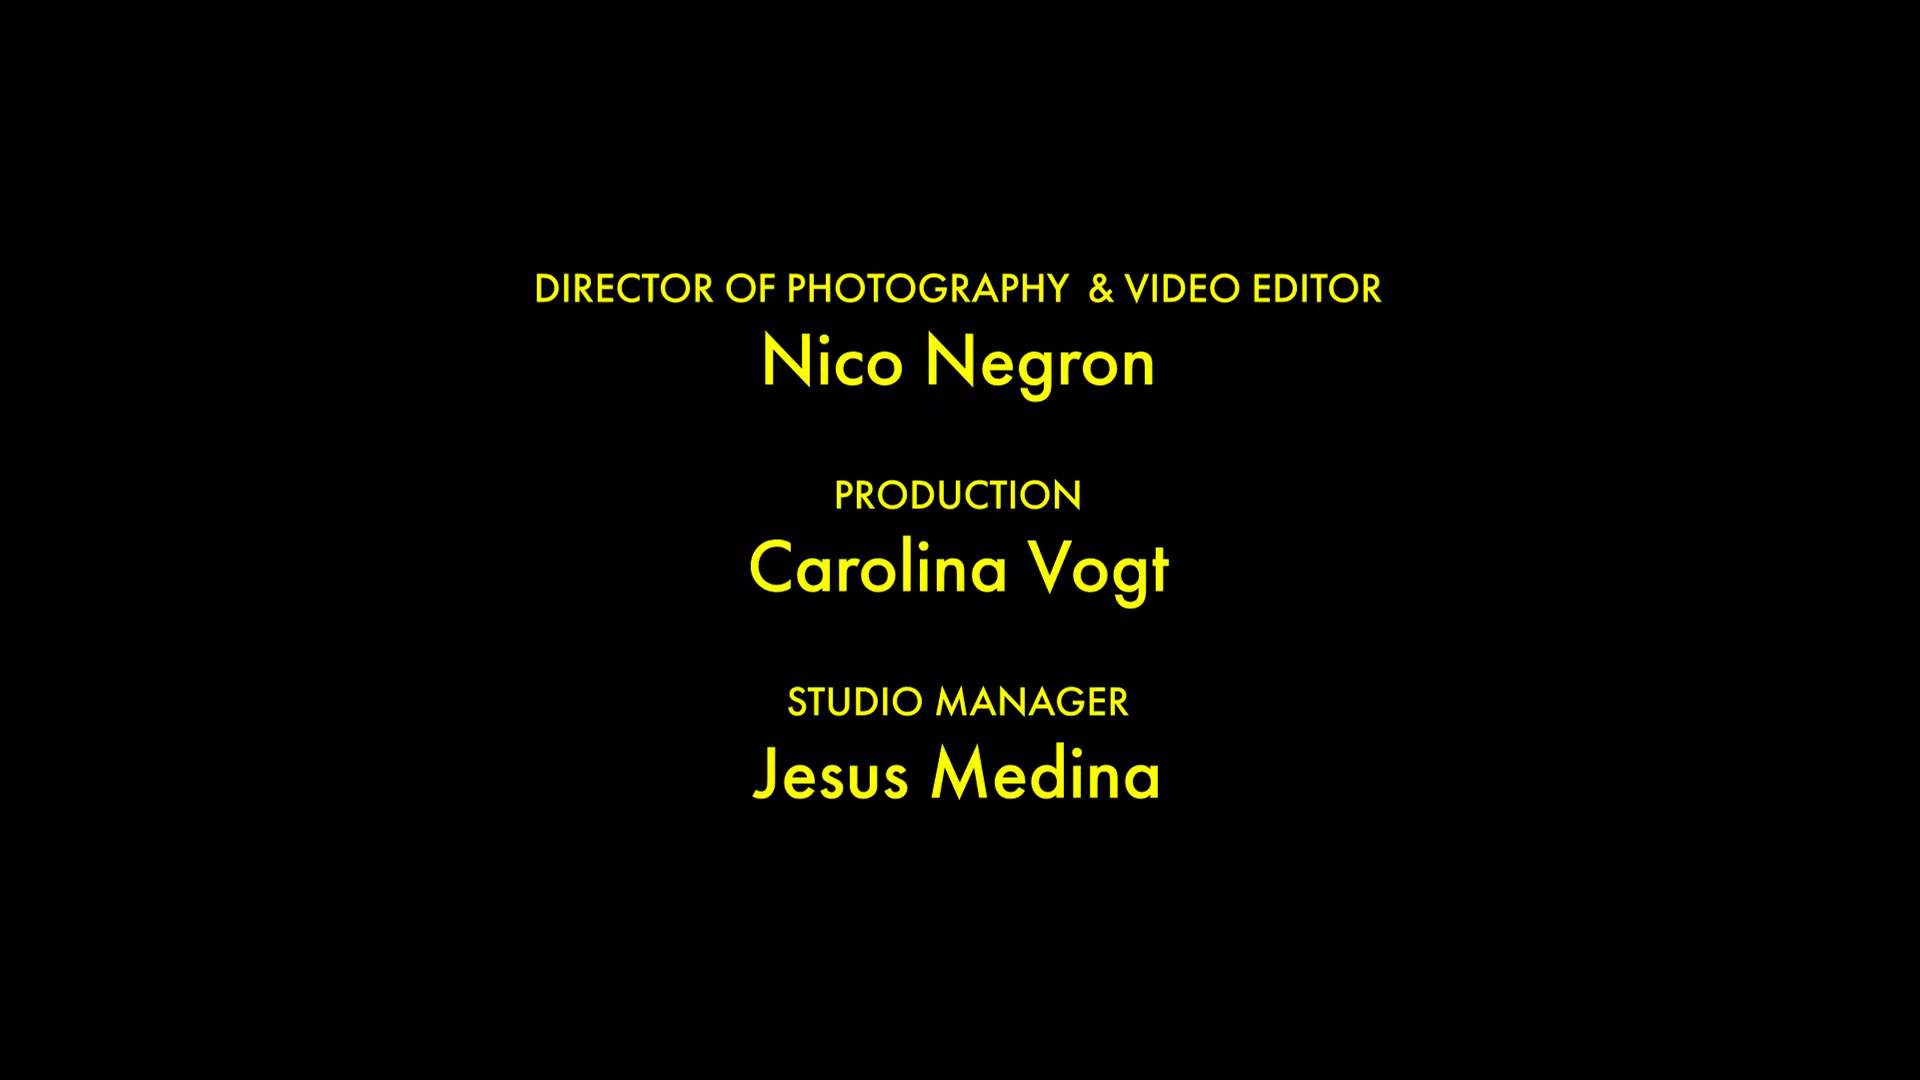 DIRECTOR OF PHOTOGRAPHY & VIDEO EDITOR
Nico Negron
PRODUCTION
Carolina Vogt
STUDIO MANAGER
Jesus Medina